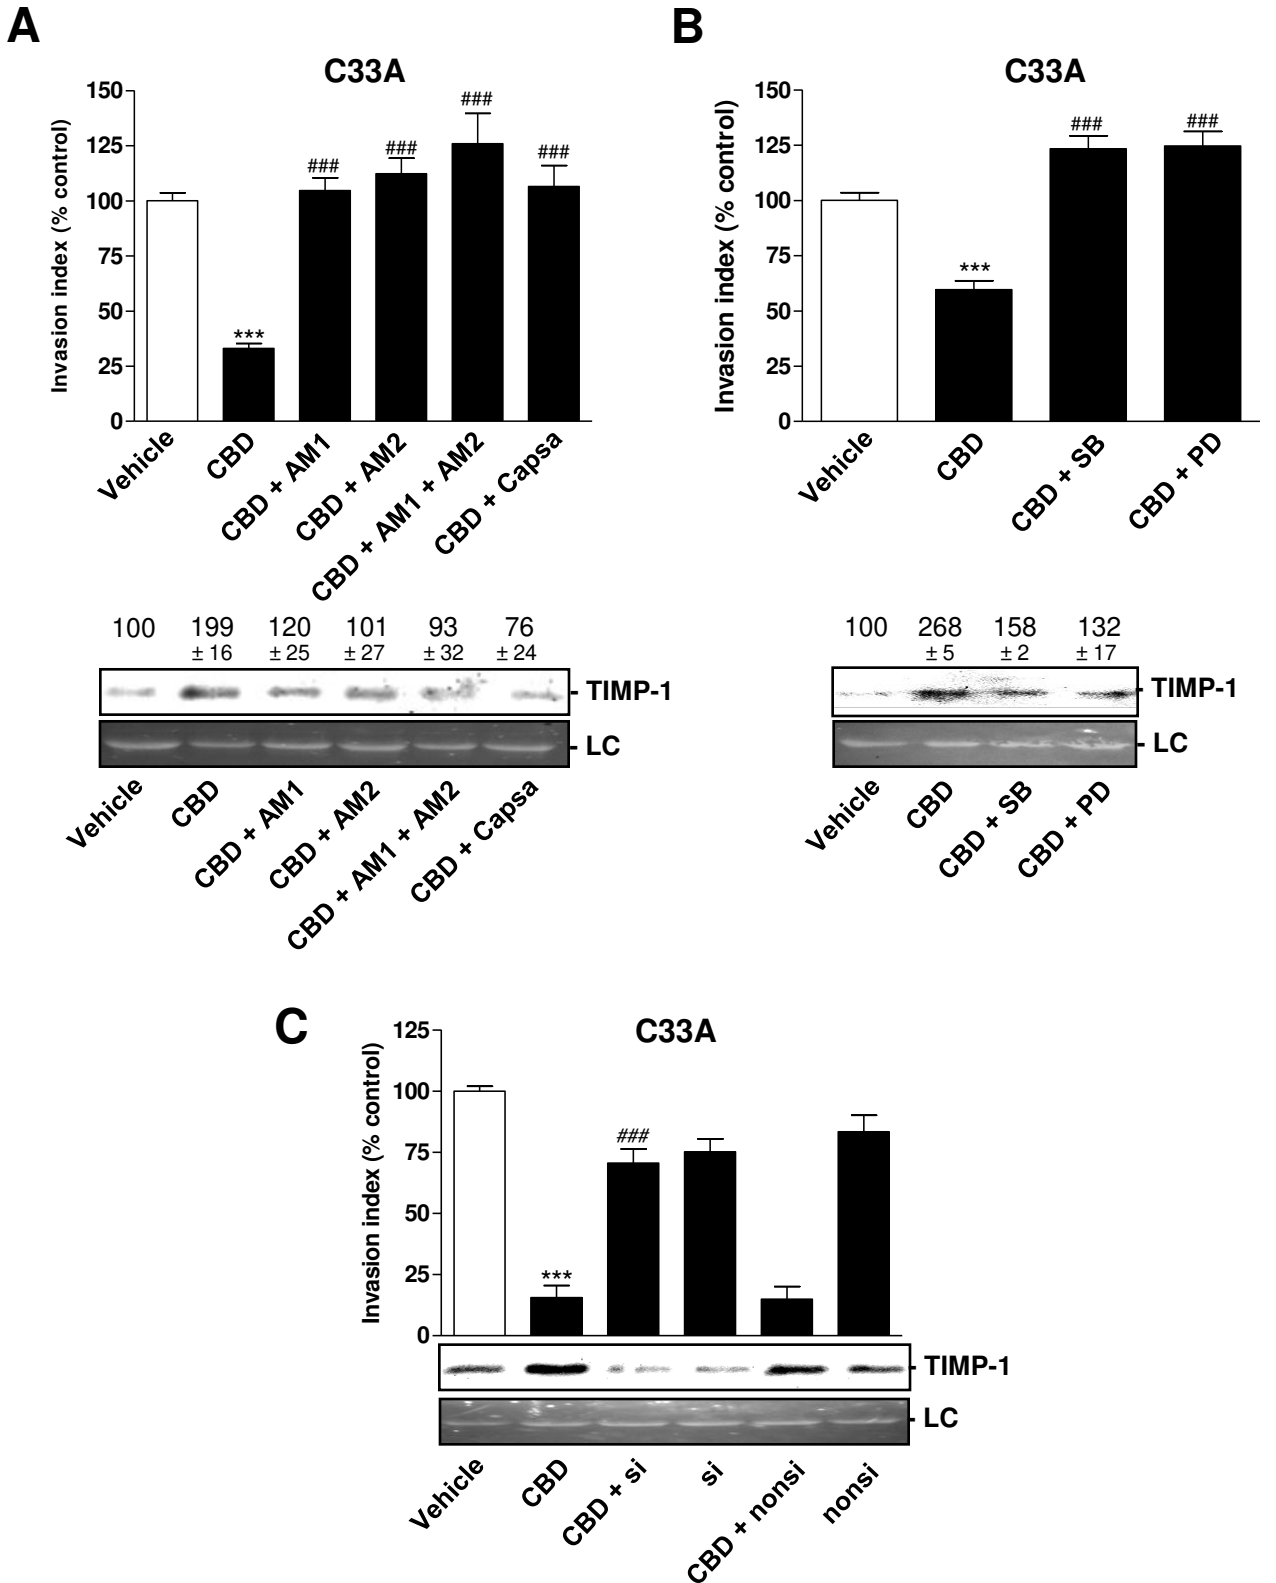 A
C33A
Invasion index (% control)
150
125
100
75
50
25
0
###
###
###
###
***
Vehicle
CBD
CBD + AM1
CBD + AM2
CBD + AM1 + AM2
CBD + Capsa
100 199 120 101 93 76
± 16 ± 25 ± 27 ± 32 ± 24
TIMP-1
LC
Vehicle
CBD
CBD + AM1
CBD + AM2
CBD + AM1 + AM2
CBD + Capsa
B
C33A
Invasion index (% control)
150
125
100
75
50
25
0
***
###
###
Vehicle
CBD
CBD + SB
CBD + PD
100 268 158 132
± 5 ± 2 ± 17
TIMP-1
LC
Vehicle
CBD
CBD + SB
CBD + PD
C
C33A
Invasion index (% control)
125
100
75
50
25
0
***
###
TIMP-1
LC
Vehicle
CBD
CBD + si
si
CBD + nonsi
nonsi